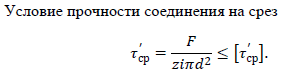 Условие прочности соединения на срез
τ′ср = F / ziπd² ≤ [τ′ср].